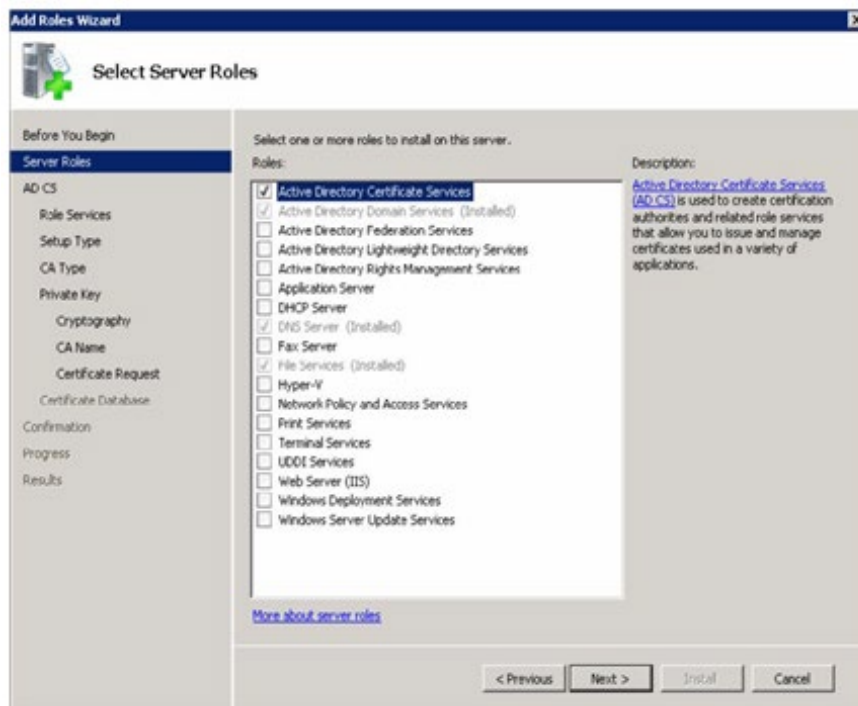 Add Roles Wizard
Select Server Roles
Before You Begin
Server Roles
AD CS
Role Services
Setup Type
CA Type
Private Key
Cryptography
CA Name
Certificate Request
Certificate Database
Confirmation
Progress
Results
Select one or more roles to install on this server.
Roles:
Active Directory Certificate Services
Active Directory Domain Services (Installed)
Active Directory Federation Services
Active Directory Lightweight Directory Services
Active Directory Rights Management Services
Application Server
DHCP Server
DNS Server (Installed)
Fax Server
File Services (Installed)
Hyper-V
Network Policy and Access Services
Print Services
Terminal Services
UDDI Services
Web Server (IIS)
Windows Deployment Services
Windows Server Update Services
More about server roles
Description:
Active Directory Certificate Services
(AD CS) is used to create certification
authorities and related role services
that allow you to issue and manage
certificates used in a variety of
applications.
< Previous
Next >
Install
Cancel